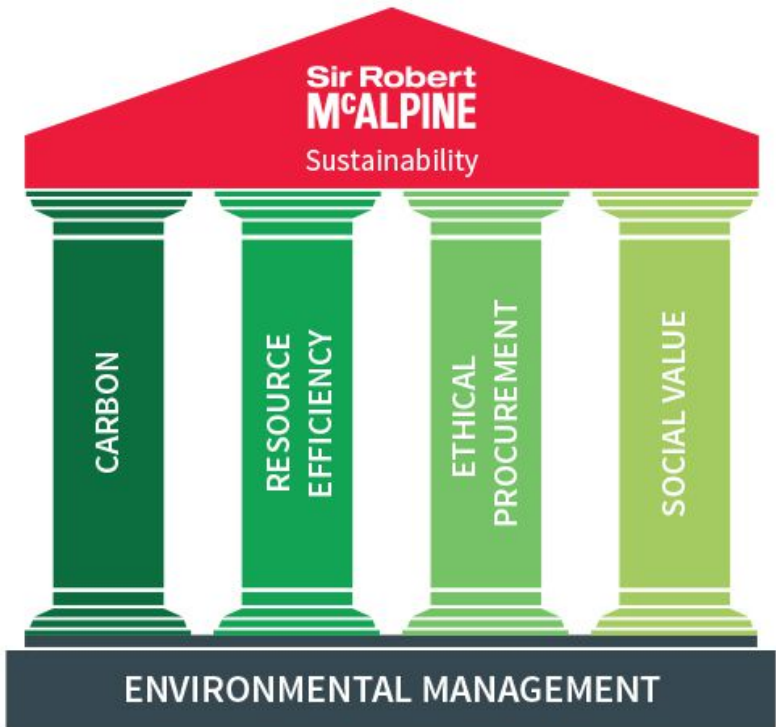 Sir Robert
McALPINE
Sustainability
CARBON
RESOURCE
EFFICIENCY
ETHICAL
PROCUREMENT
SOCIAL VALUE
ENVIRONMENTAL MANAGEMENT